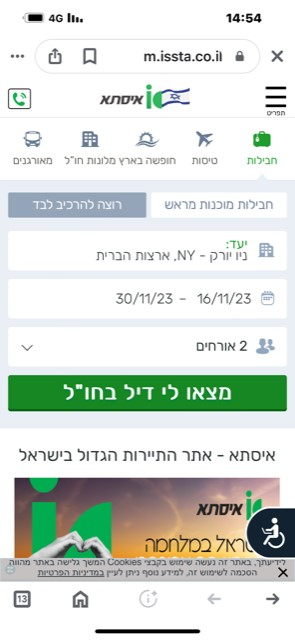 14:54
4G
m.issta.co.il
איסתא
תפריט
חבילות
טיסות
חופשה בארץ
מלונות חו"ל
מאורגנים
חבילות מוכנות מראש
רוצה להרכיב לבד
יעד:
ניו יורק - NY, ארצות הברית
16/11/23 - 30/11/23
2 אורחים
מצאו לי דיל בחו"ל
איסתא - אתר התיירות הגדול בישראל
איסתא
ישראל במלחמה
לידיעתך, באתר זה נעשה שימוש בקבצי Cookies המשך גלישה באתר מהווה
הסכמה לשימוש זה, למידע נוסף ניתן לעיין במדיניות הפרטיות
13